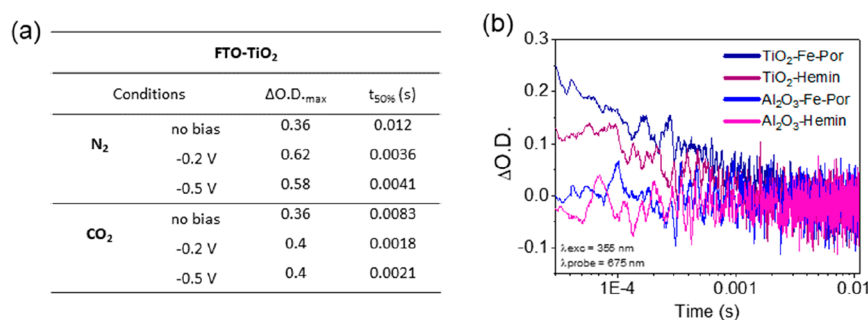 (a)
FTO-TiO₂
Conditions ΔO.D.max t50% (s)
N₂
no bias 0.36 0.012
-0.2 V 0.62 0.0036
-0.5 V 0.58 0.0041
CO₂
no bias 0.36 0.0083
-0.2 V 0.4 0.0018
-0.5 V 0.4 0.0021
(b)
TiO₂-Fe-Por
TiO₂-Hemin
Al₂O₃-Fe-Por
Al₂O₃-Hemin
ΔO.D.
0.3
0.2
0.1
0.0
-0.1
λexc = 355 nm
λprobe = 675 nm
1E-4 0.001 0.01
Time (s)